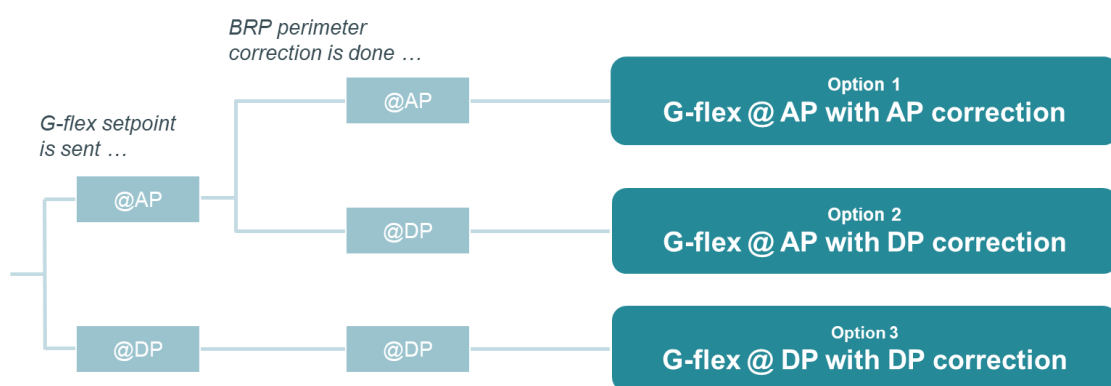 BRP perimeter
correction is done …
@AP
Option 1
G-flex @ AP with AP correction
G-flex setpoint
is sent …
@AP
Option 2
@DP
G-flex @ AP with DP correction
Option 3
@DP
@DP
G-flex @ DP with DP correction